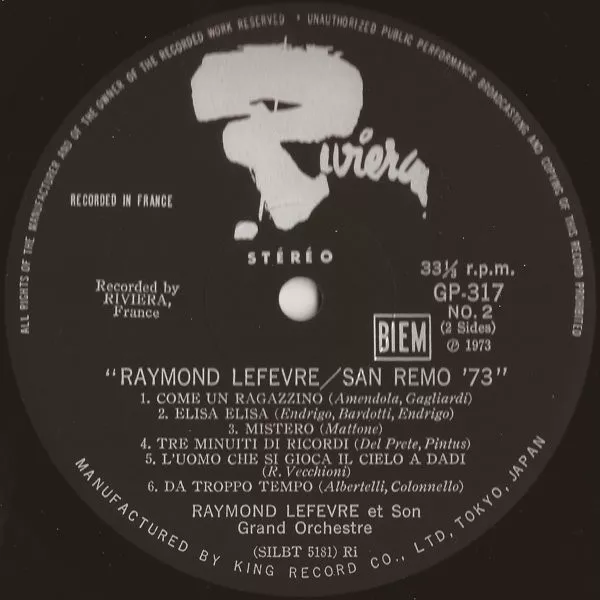 ALL RIGHTS OF THE MANUFACTURER AND OF THE OWNER OF THE RECORDED WORK RESERVED • UNAUTHORIZED PUBLIC PERFORMANCE BROADCASTING AND COPYING OF THIS RECORD PROHIBITED
Riviera
RECORDED IN FRANCE
STÉRÉO
Recorded by
RIVIERA,
France
33⅓ r.p.m.
GP-317
NO. 2
(2 Sides)
BIEM
℗ 1973
"RAYMOND LEFEVRE/SAN REMO '73"
1. COME UN RAGAZZINO (Amendola, Gagliardi)
2. ELISA ELISA (Endrigo, Bardotti, Endrigo)
3. MISTERO (Mattone)
4. TRE MINUITI DI RICORDI (Del Prete, Pintus)
5. L'UOMO CHE SI GIOCA IL CIELO A DADI
(R. Vecchioni)
6. DA TROPPO TEMPO (Albertelli, Colonnello)
RAYMOND LEFEVRE et Son
Grand Orchestre
(SILBT 5181) Ri
MANUFACTURED BY KING RECORD CO., LTD, TOKYO, JAPAN